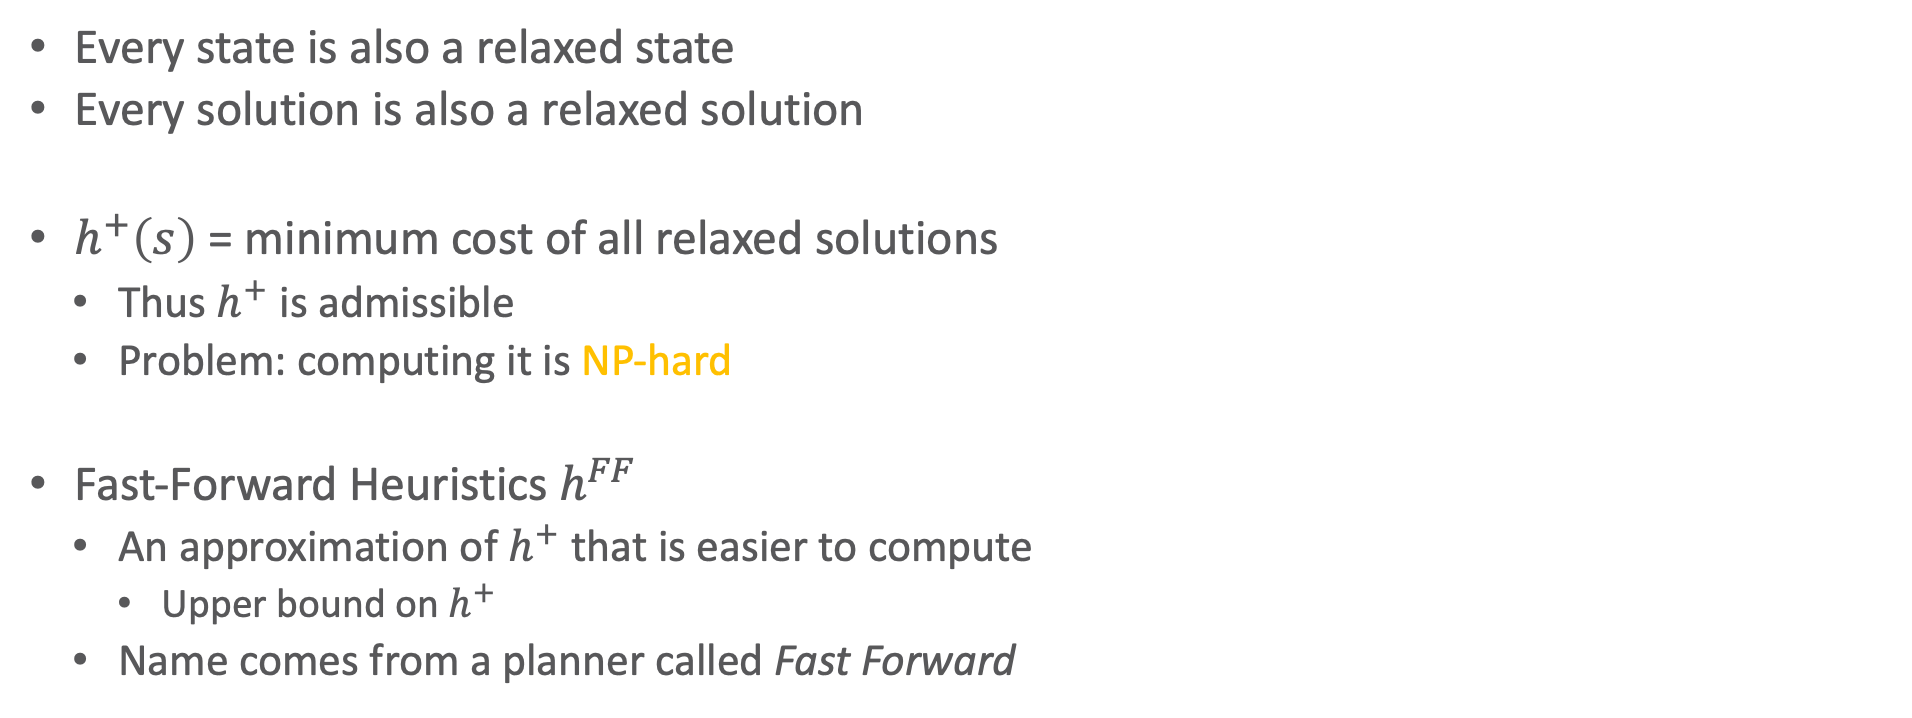 • Every state is also a relaxed state
• Every solution is also a relaxed solution
• h⁺(s) = minimum cost of all relaxed solutions
• Thus h⁺ is admissible
• Problem: computing it is NP-hard
• Fast-Forward Heuristics h^{FF}
• An approximation of h⁺ that is easier to compute
• Upper bound on h⁺
• Name comes from a planner called Fast Forward